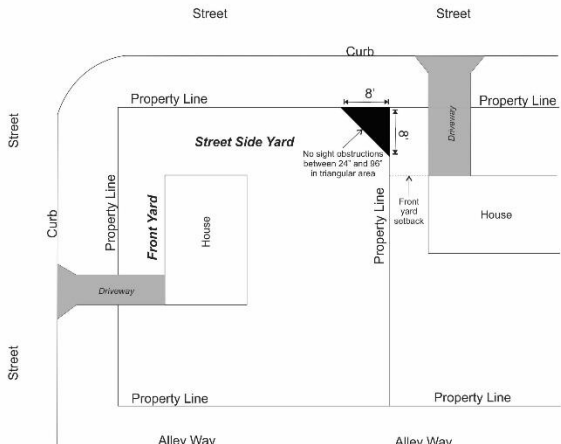 Street
Street
Curb
Property Line
8'
Property Line
Driveway
8'
Street
Street Side Yard
No sight obstructions
between 24" and 96"
in triangular area
Front
yard
setback
Property Line
Property Line
Front Yard
House
House
Curb
Driveway
Street
Property Line
Property Line
Alley Way
Alley Way